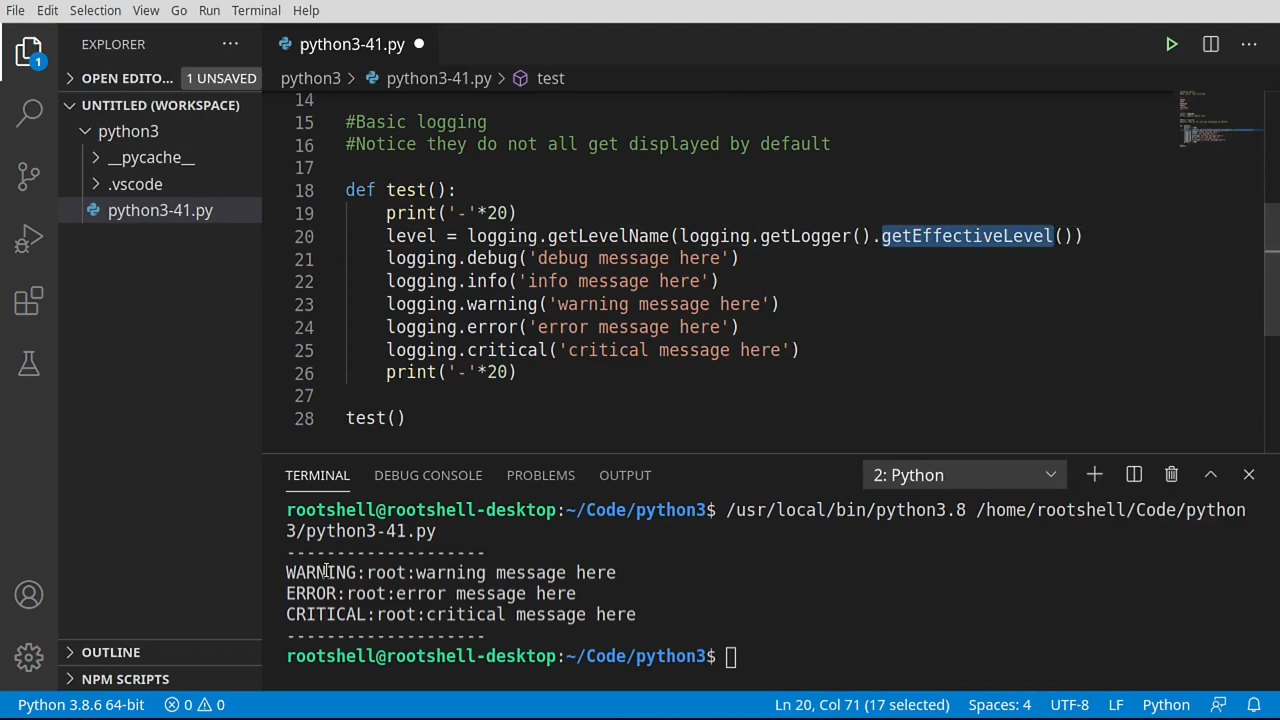 File Edit Selection View Go Run Terminal Help
EXPLORER
python3-41.py
OPEN EDITO... 1 UNSAVED
python3 > python3-41.py > test
UNTITLED (WORKSPACE)
python3
__pycache__
.vscode
python3-41.py
14
15 #Basic logging
16 #Notice they do not all get displayed by default
17
18 def test():
19 print('-'*20)
20 level = logging.getLevelName(logging.getLogger().getEffectiveLevel())
21 logging.debug('debug message here')
22 logging.info('info message here')
23 logging.warning('warning message here')
24 logging.error('error message here')
25 logging.critical('critical message here')
26 print('-'*20)
27
28 test()
TERMINAL DEBUG CONSOLE PROBLEMS OUTPUT 2: Python
rootshell@rootshell-desktop:~/Code/python3$ /usr/local/bin/python3.8 /home/rootshell/Code/python
3/python3-41.py
--------------------
WARNING:root:warning message here
ERROR:root:error message here
CRITICAL:root:critical message here
--------------------
rootshell@rootshell-desktop:~/Code/python3$
1
OUTLINE
NPM SCRIPTS
Python 3.8.6 64-bit 0 0 Ln 20, Col 71 (17 selected) Spaces: 4 UTF-8 LF Python